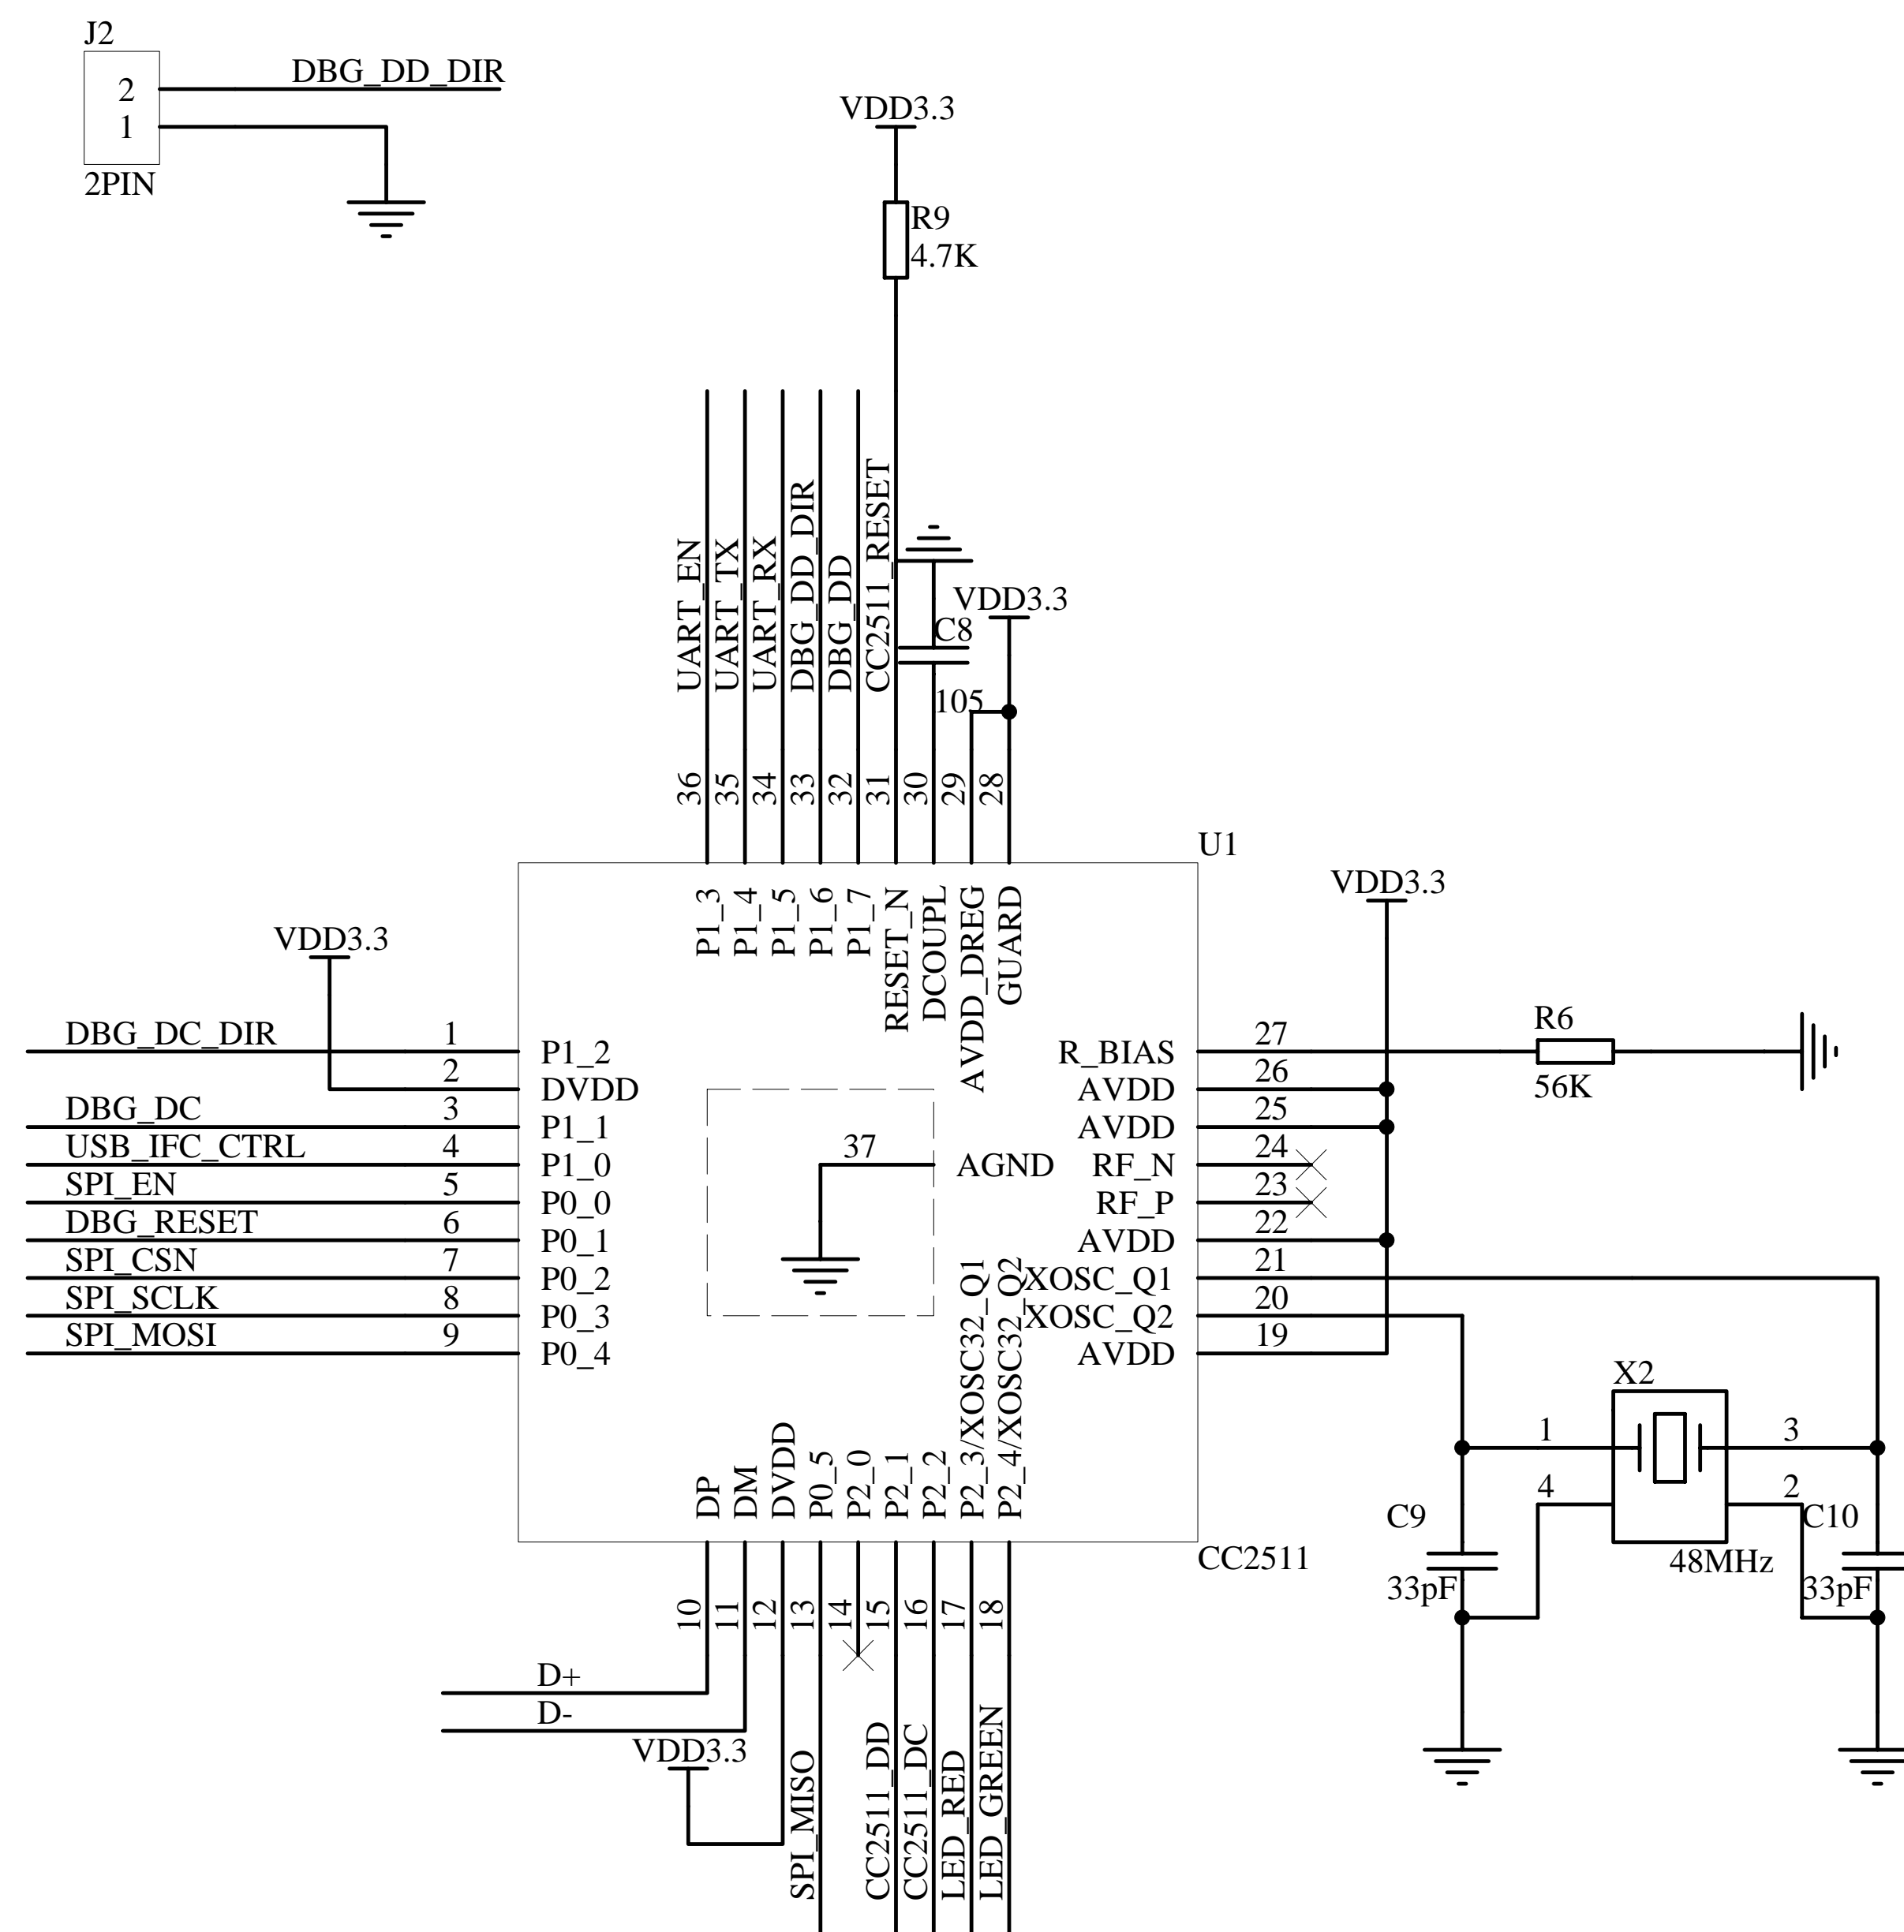 J2
2
DBG_DD_DIR
1
2PIN
VDD3.3
R9
4.7K
UART_EN
UART_TX
UART_RX
DBG_DD_DIR
DBG_DD
CC2511_RESET
VDD3.3
C8
105
36
35
34
33
32
31
30
29
28
U1
P1_3
P1_4
P1_5
P1_6
P1_7
RESET_N
DCOUPL
AVDD_DREG
GUARD
VDD3.3
VDD3.3
DBG_DC_DIR
1
P1_2
2
DVDD
DBG_DC
3
P1_1
USB_IFC_CTRL
4
P1_0
SPI_EN
5
P0_0
DBG_RESET
6
P0_1
SPI_CSN
7
P0_2
SPI_SCLK
8
P0_3
SPI_MOSI
9
P0_4
37
AGND
R_BIAS
27
R6
56K
AVDD
26
AVDD
25
RF_N
24
RF_P
23
AVDD
22
XOSC_Q1
21
XOSC_Q2
20
AVDD
19
DP
DM
DVDD
P0_5
P2_0
P2_1
P2_2
P2_3/XOSC32_Q1
P2_4/XOSC32_Q2
CC2511
10
11
12
13
14
15
16
17
18
D+
D-
VDD3.3
SPI_MISO
CC2511_DD
CC2511_DC
LED_RED
LED_GREEN
X2
1
3
4
2
48MHz
C9
33pF
C10
33pF